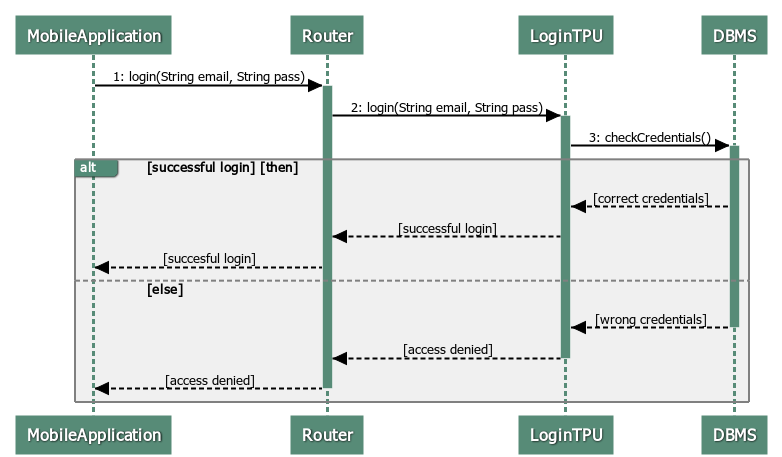 MobileApplication
Router
LoginTPU
DBMS
1: login(String email, String pass)
2: login(String email, String pass)
3: checkCredentials()
alt
[successful login] [then]
[correct credentials]
[successful login]
[succesful login]
[else]
[wrong credentials]
[access denied]
[access denied]
MobileApplication
Router
LoginTPU
DBMS